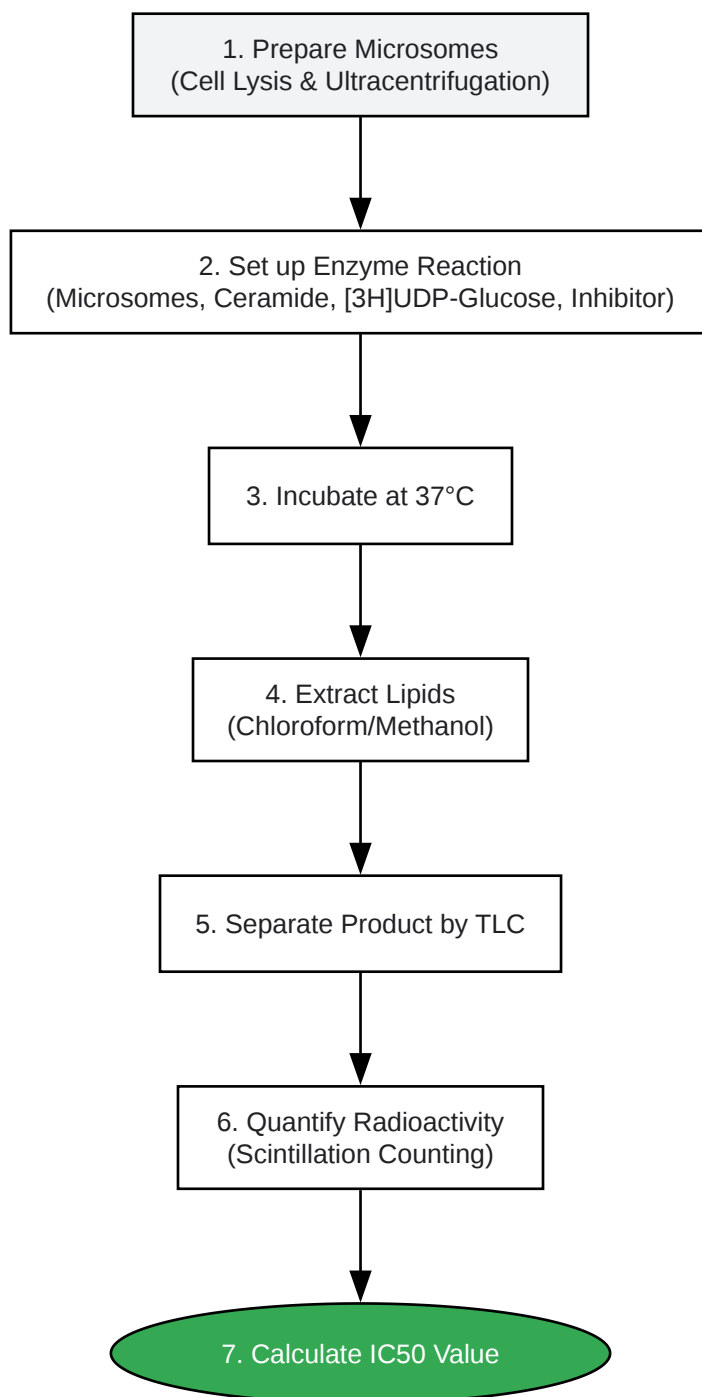 1. Prepare Microsomes
(Cell Lysis & Ultracentrifugation)
2. Set up Enzyme Reaction
(Microsomes, Ceramide, [3H]UDP-Glucose, Inhibitor)
3. Incubate at 37°C
4. Extract Lipids
(Chloroform/Methanol)
5. Separate Product by TLC
6. Quantify Radioactivity
(Scintillation Counting)
7. Calculate IC50 Value